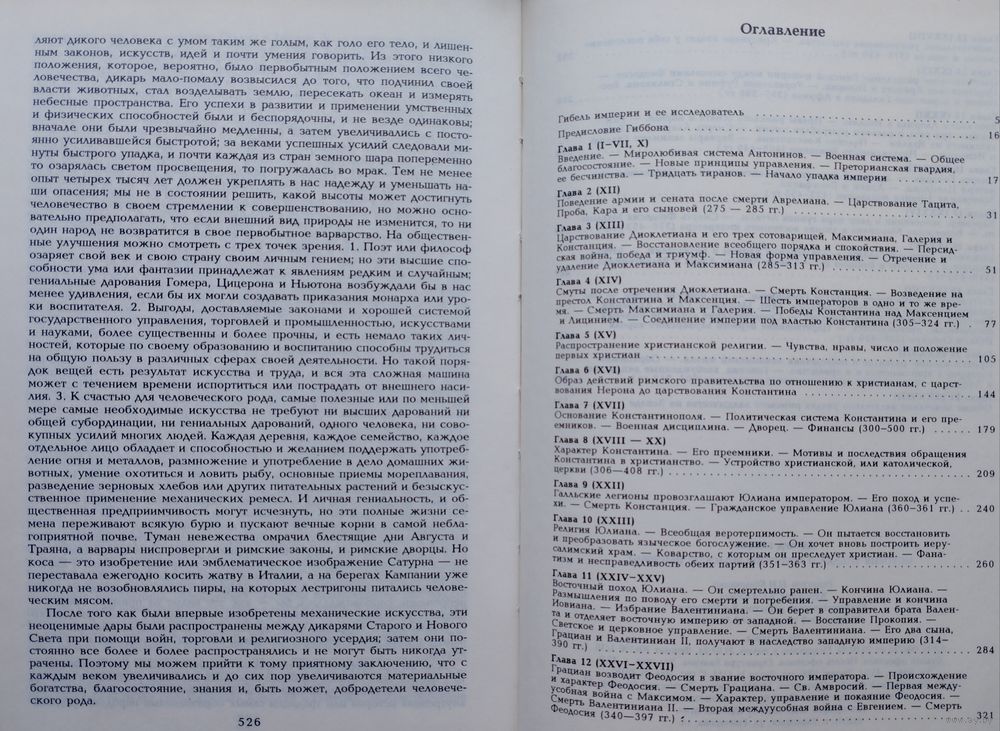 ляют дикого человека с умом таким же голым, как голо его тело, и лишен-
ным законов, искусств, идей и почти умения говорить. Из этого низкого
положения, которое, вероятно, было первобытным положением всего че-
ловечества, дикарь мало-помалу возвысился до того, что подчинил своей
власти животных, стал возделывать землю, пересекать океан и измерять
небесные пространства. Его успехи в развитии и применении умственных
и физических способностей были и беспорядочны, и не везде одинаковы;
вначале они были чрезвычайно медленны, а затем увеличивались с посто-
янно усиливавшейся быстротой; за веками успешных усилий следовали ми-
нуты быстрого упадка, и почти каждая из стран земного шара попеременно
то озарялась светом просвещения, то погружалась во мрак. Тем не менее
опыт четырех тысяч лет должен укреплять в нас надежду и уменьшать на-
ши опасения; мы не в состоянии решить, какой высоты может достигнуть
человечество в своем стремлении к совершенствованию, но можно осно-
вательно предполагать, что если внешний вид природы не изменится, то ни
один народ не возвратится в свое первобытное варварство. На обществен-
ные улучшения можно смотреть с трех точек зрения. 1. Поэт или философ
озаряет свой век и свою страну своим личным гением; но эти высшие спо-
собности ума или фантазии принадлежат к явлениям редким и случайным;
гениальные дарования Гомера, Цицерона и Ньютона возбуждали бы в нас
менее удивления, если бы их могли создавать приказания монарха или уро-
ки воспитателя. 2. Выгоды, доставляемые законами и хорошей системой
государственного управления, торговлей и промышленностью, искусствами
и науками, более существенны и более прочны, и есть немало таких лич-
ностей, которые по своему образованию и воспитанию способны трудиться
на общую пользу в различных сферах своей деятельности. Но такой поря-
док вещей есть результат искусства и труда, и вся эта сложная машина
может с течением времени испортиться или пострадать от внешнего наси-
лия. 3. К счастью для человеческого рода, самые полезные или по меньшей
мере самые необходимые искусства не требуют ни высших дарований ни
общей субординации, ни гениальных дарований, одного человека, ни сово-
купных усилий многих людей. Каждая деревня, каждое семейство, каждое
отдельное лицо обладает и способностью и желанием поддержать употреб-
ление огня и металлов, размножение и употребление в дело домашних жи-
вотных, умение охотиться и ловить рыбу, основные приемы мореплавания,
разведение зерновых хлебов или других питательных растений и безыскус-
ственное применение механических ремесл. И личная гениальность, и об-
щественная предприимчивость могут исчезнуть, но эти полные жизни се-
мена переживают всякую бурю и пускают вечные корни в самой небла-
гоприятной почве. Туман невежества омрачил блестящие дни Августа и
Траяна, а варвары ниспровергли и римские законы, и римские дворцы. Но
коса — это изобретение или эмблематическое изображение Сатурна — не
переставала ежегодно косить жатву в Италии, а на берегах Кампании уже
никогда не возобновлялись пиры, на которых лестригоны питались челове-
ческим мясом.
После того как были впервые изобретены механические искусства, эти
неоценимые дары были распространены между дикарями Старого и Нового
Света при помощи войн, торговли и религиозного усердия; затем они по-
стоянно все более и более распространялись и не могут быть никогда ут-
рачены. Поэтому мы можем прийти к тому приятному заключению, что с
каждым веком увеличивались и до сих пор увеличиваются материальные
богатства, благосостояние, знания и, быть может, добродетели человече-
ского рода.
526
Оглавление
Гибель империи и ее исследователь 5
Предисловие Гиббона 16
Глава 1 (I–VII, X)
Введение. — Миролюбивая система Антонинов. — Военная система. — Общее
благосостояние. — Новые принципы управления. — Преторианская гвардия,
ее бесчинства. — Тридцать тиранов. — Начало упадка империи 17
Глава 2 (XII)
Поведение армии и сената после смерти Аврелиана. — Царствование Тацита,
Проба, Кара и его сыновей (275 — 285 гг.) 31
Глава 3 (XIII)
Царствование Диоклетиана и его трех сотоварищей, Максимиана, Галерия и
Констанция. — Восстановление всеобщего порядка и спокойствия. — Персид-
ская война, победа и триумф. — Новая форма управления. — Отречение и
удаление Диоклетиана и Максимиана (285–313 гг.) 51
Глава 4 (XIV)
Смуты после отречения Диоклетиана. — Смерть Констанция. — Возведение на
престол Константина и Максенция. — Шесть императоров в одно и то же вре-
мя. — Смерть Максимиана и Галерия. — Победы Константина над Максенцием
и Лицинием. — Соединение империи под властью Константина (305–324 гг.) . 77
Глава 5 (XV)
Распространение христианской религии. — Чувства, нравы, число и положение
первых христиан 105
Глава 6 (XVI)
Образ действий римского правительства по отношению к христианам, с царст-
вования Нерона до царствования Константина 144
Глава 7 (XVII)
Основание Константинополя. — Политическая система Константина и его пре-
емников. — Военная дисциплина. — Дворец. — Финансы (300–500 гг.) 179
Глава 8 (XVIII — XX)
Характер Константина. — Его преемники. — Мотивы и последствия обращения
Константина в христианство. — Устройство христианской, или католической,
церкви (306—408 гг.) 209
Глава 9 (XXII)
Галльские легионы провозглашают Юлиана императором. — Его поход и успе-
хи. — Смерть Констанция. — Гражданское управление Юлиана (360–361 гг.) 240
Глава 10 (XXIII)
Религия Юлиана. — Всеобщая веротерпимость. — Он пытается восстановить
и преобразовать языческое богослужение. — Он хочет вновь построить иеру-
салимский храм. — Коварство, с которым он преследует христиан. — Фана-
тизм и несправедливость обеих партий (351–363 гг.) 260
Глава 11 (XXIV–XXV)
Восточный поход Юлиана. — Он смертельно ранен. — Кончина Юлиана. —
Размышления по поводу его смерти и погребения. — Управление и кончина
Иовиана. — Избрание Валентиниана. — Он берет в соправители брата Вален-
та и отделяет восточную империю от западной. — Восстание Прокопия. —
Светское и церковное управление. — Смерть Валентиниана. — Его два сына,
Грациан и Валентиниан II, получают в наследство западную империю (314–
390 гг.) 284
Глава 12 (XXVI–XXVII)
Грациан возводит Феодосия в звание восточного императора. — Происхождение
и характер Феодосия. — Смерть Грациана. — Св. Амвросий. — Первая между-
усобная война с Максимом. — Характер, управление и покаяние Феодосия. —
Смерть Валентиниана II. — Вторая междуусобная война с Евгением. — Смерть
Феодосия (340—397 гг.) 321